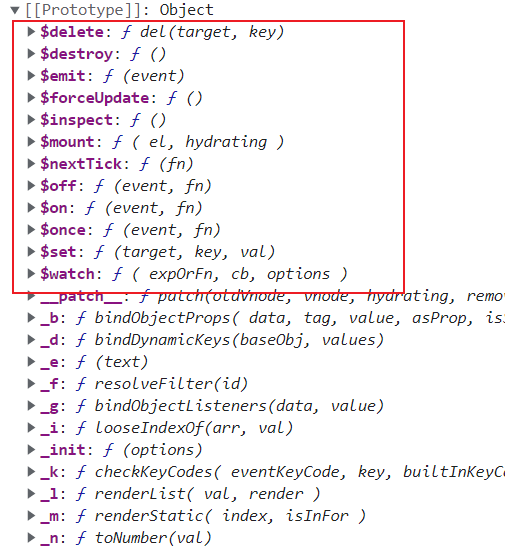 [[Prototype]]: Object
$delete: ƒ del(target, key)
$destroy: ƒ ()
$emit: ƒ (event)
$forceUpdate: ƒ ()
$inspect: ƒ ()
$mount: ƒ ( el, hydrating )
$nextTick: ƒ (fn)
$off: ƒ (event, fn)
$on: ƒ (event, fn)
$once: ƒ (event, fn)
$set: ƒ (target, key, val)
$watch: ƒ ( expOrFn, cb, options )
__patch__: ƒ patch(oldVnode, vnode, hydrating, remov
_b: ƒ bindObjectProps( data, tag, value, asProp, is
_d: ƒ bindDynamicKeys(baseObj, values)
_e: ƒ (text)
_f: ƒ resolveFilter(id)
_g: ƒ bindObjectListeners(data, value)
_i: ƒ looseIndexOf(arr, val)
_init: ƒ (options)
_k: ƒ checkKeyCodes( eventKeyCode, key, builtInKeyCo
_l: ƒ renderList( val, render )
_m: ƒ renderStatic( index, isInFor )
_n: ƒ toNumber(val)